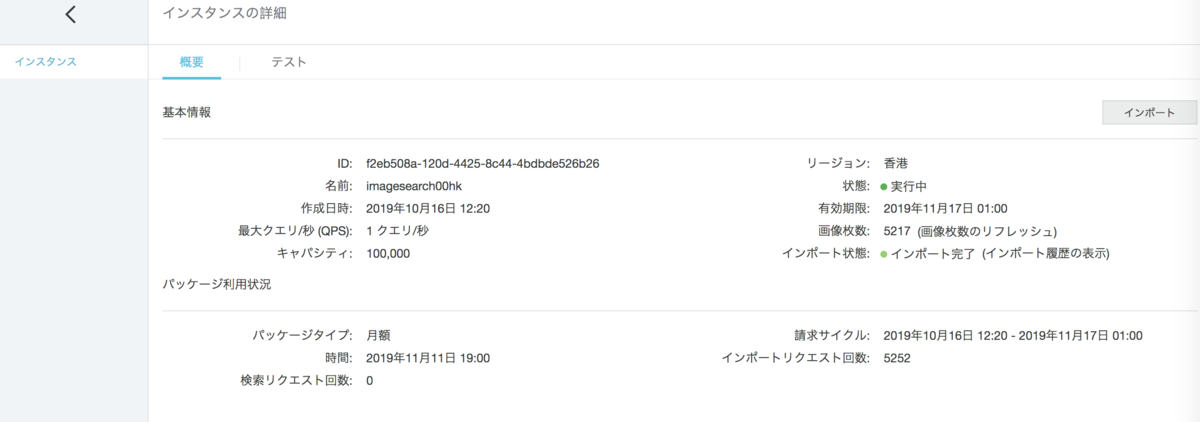 インスタンスの詳細
インスタンス
概要 テスト
基本情報 インポート
ID: f2eb508a-120d-4425-8c44-4bdbde526b26 リージョン: 香港
名前: imagesearch00hk 状態: 実行中
作成日時: 2019年10月16日 12:20 有効期限: 2019年11月17日 01:00
最大クエリ/秒 (QPS): 1 クエリ/秒 画像枚数: 5217 (画像枚数のリフレッシュ)
キャパシティ: 100,000 インポート状態: インポート完了 (インポート履歴の表示)
パッケージ利用状況
パッケージタイプ: 月額 請求サイクル: 2019年10月16日 12:20 - 2019年11月17日 01:00
時間: 2019年11月11日 19:00 インポートリクエスト回数: 5252
検索リクエスト回数: 0